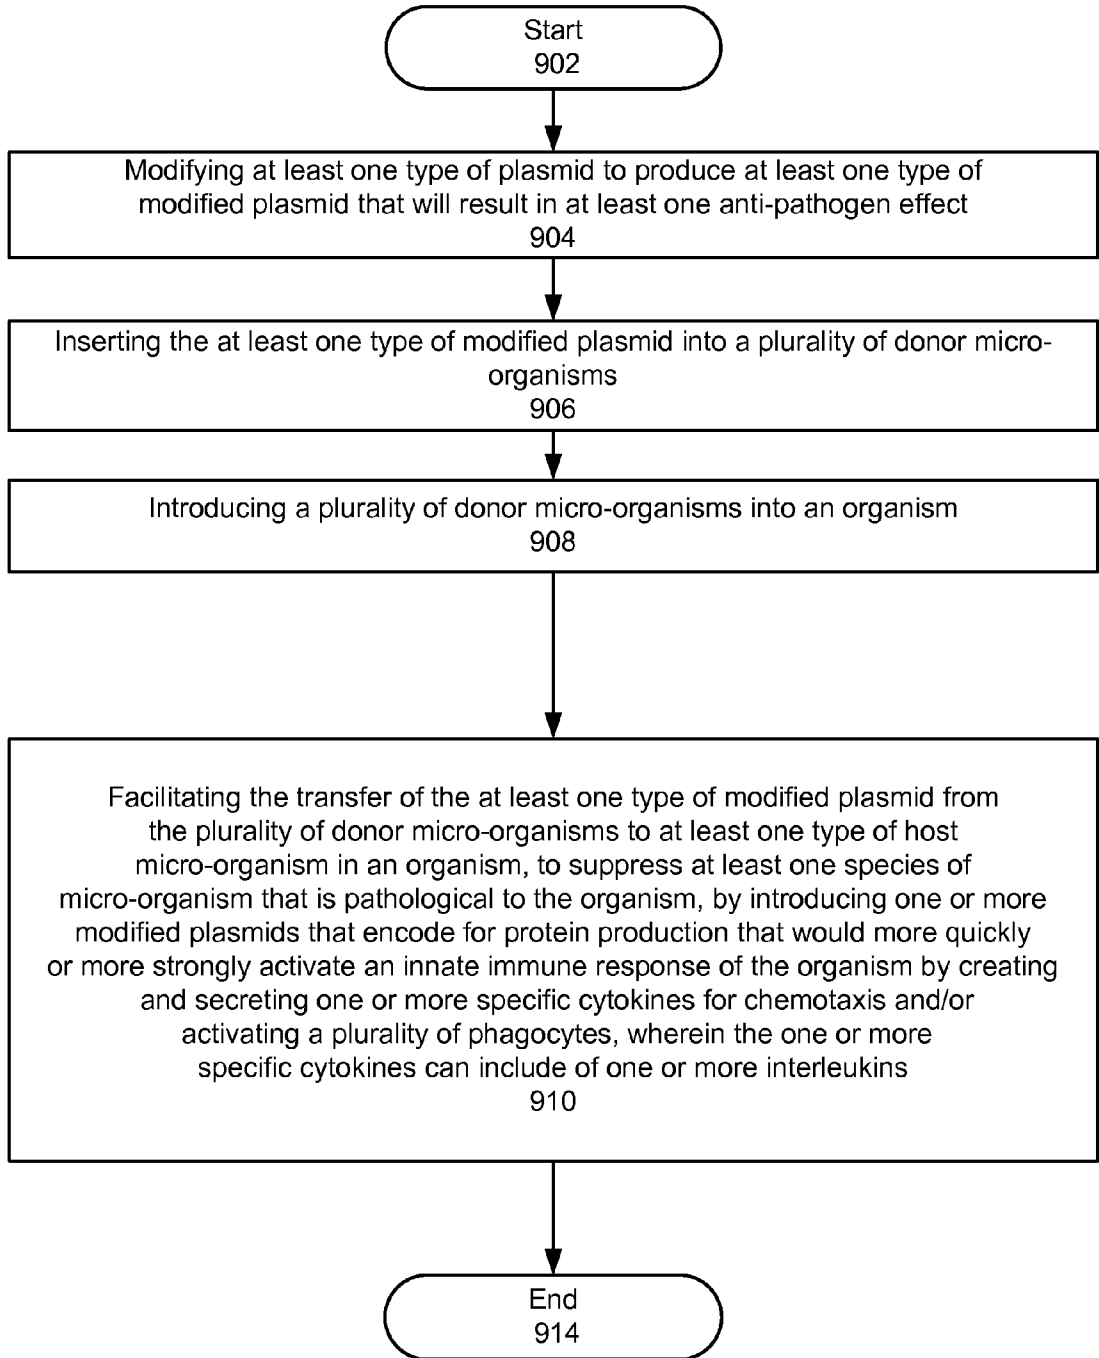 Start
902
Modifying at least one type of plasmid to produce at least one type of
modified plasmid that will result in at least one anti-pathogen effect
904
Inserting the at least one type of modified plasmid into a plurality of donor micro-
organisms
906
Introducing a plurality of donor micro-organisms into an organism
908
Facilitating the transfer of the at least one type of modified plasmid from
the plurality of donor micro-organisms to at least one type of host
micro-organism in an organism, to suppress at least one species of
micro-organism that is pathological to the organism, by introducing one or more
modified plasmids that encode for protein production that would more quickly
or more strongly activate an innate immune response of the organism by creating
and secreting one or more specific cytokines for chemotaxis and/or
activating a plurality of phagocytes, wherein the one or more
specific cytokines can include of one or more interleukins
910
End
914